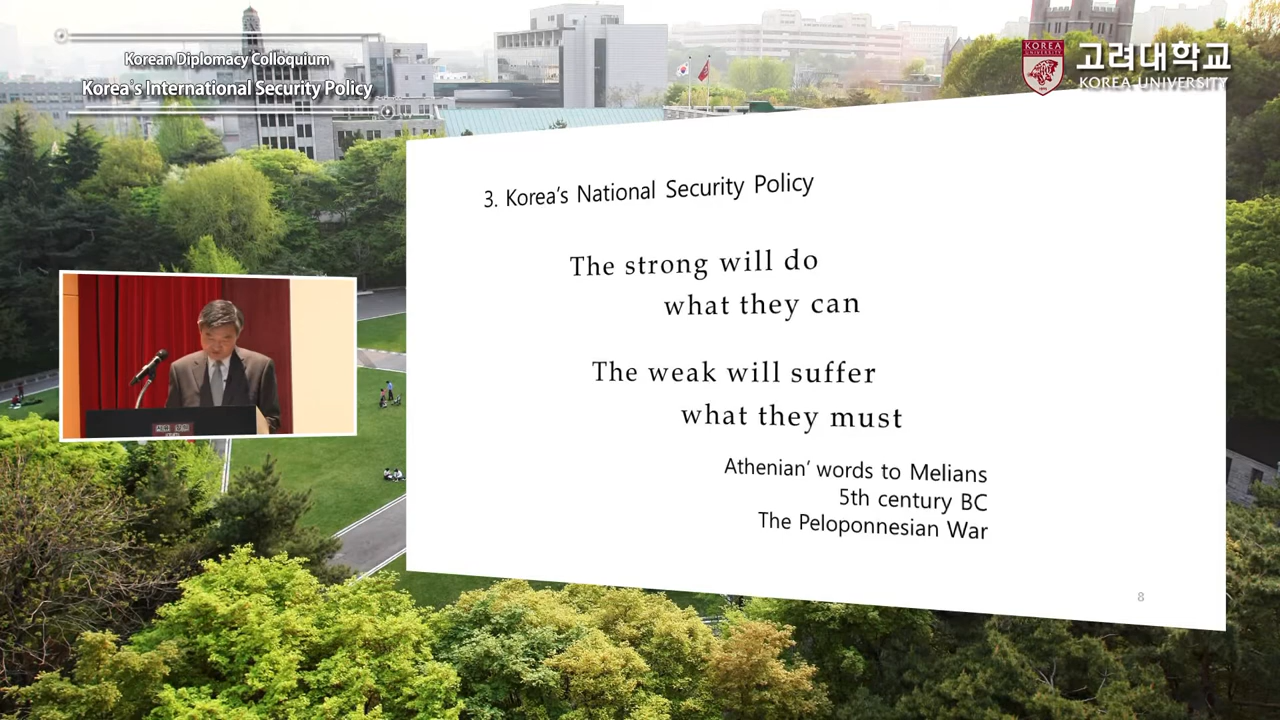 Korean Diplomacy Colloquium
Korea's International Security Policy
KOREA
UNIVERSITY
고려대학교
KOREA UNIVERSITY
3. Korea's National Security Policy
The strong will do
what they can
The weak will suffer
what they must
Athenian' words to Melians
5th century BC
The Peloponnesian War
8